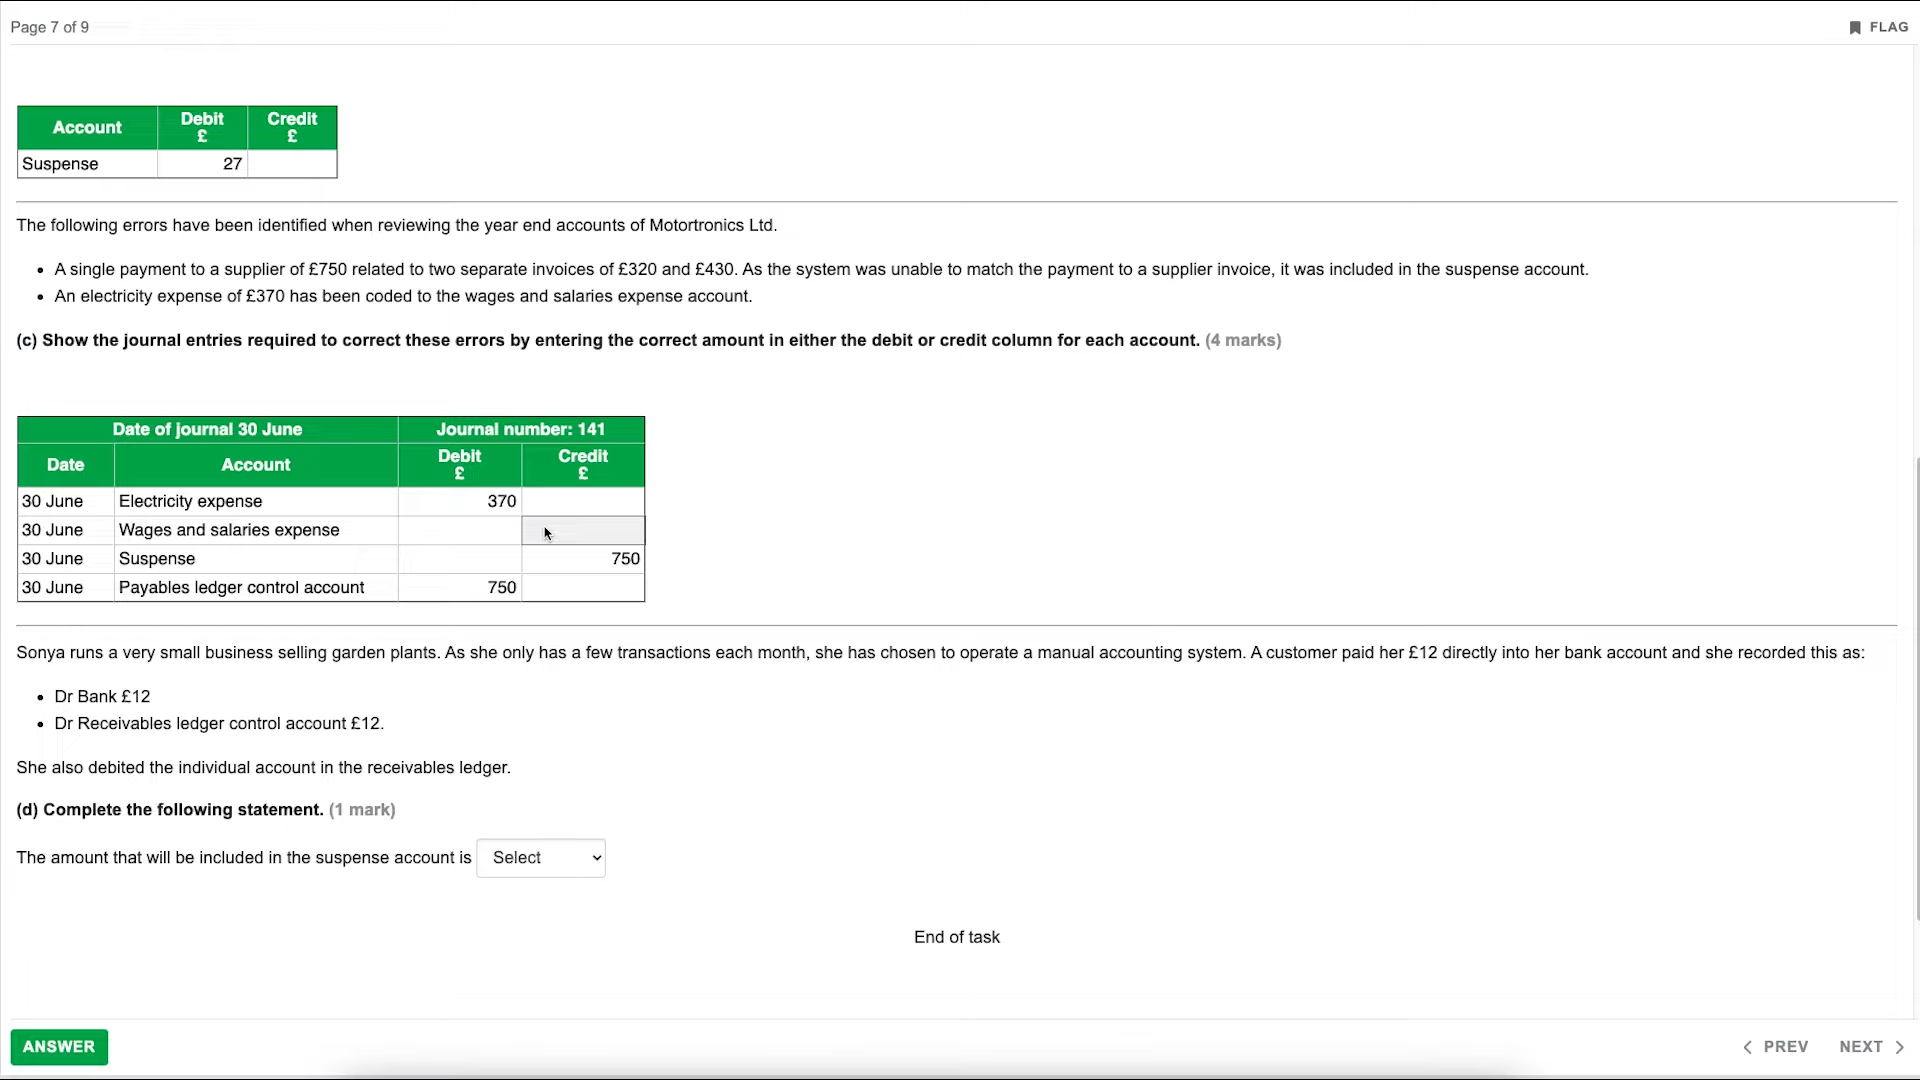 Page 7 of 9
FLAG
Account Debit £ Credit £
Suspense 27
The following errors have been identified when reviewing the year end accounts of Motortronics Ltd.
• A single payment to a supplier of £750 related to two separate invoices of £320 and £430. As the system was unable to match the payment to a supplier invoice, it was included in the suspense account.
• An electricity expense of £370 has been coded to the wages and salaries expense account.
(c) Show the journal entries required to correct these errors by entering the correct amount in either the debit or credit column for each account. (4 marks)
Date of journal 30 June Journal number: 141
Date Account Debit £ Credit £
30 June Electricity expense 370
30 June Wages and salaries expense
30 June Suspense 750
30 June Payables ledger control account 750
Sonya runs a very small business selling garden plants. As she only has a few transactions each month, she has chosen to operate a manual accounting system. A customer paid her £12 directly into her bank account and she recorded this as:
• Dr Bank £12
• Dr Receivables ledger control account £12.
She also debited the individual account in the receivables ledger.
(d) Complete the following statement. (1 mark)
The amount that will be included in the suspense account is Select
End of task
ANSWER
PREV NEXT